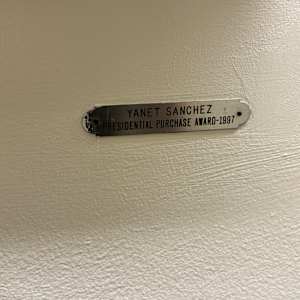 YANET SANCHEZ
PRESIDENTIAL PURCHASE AWARD-1997